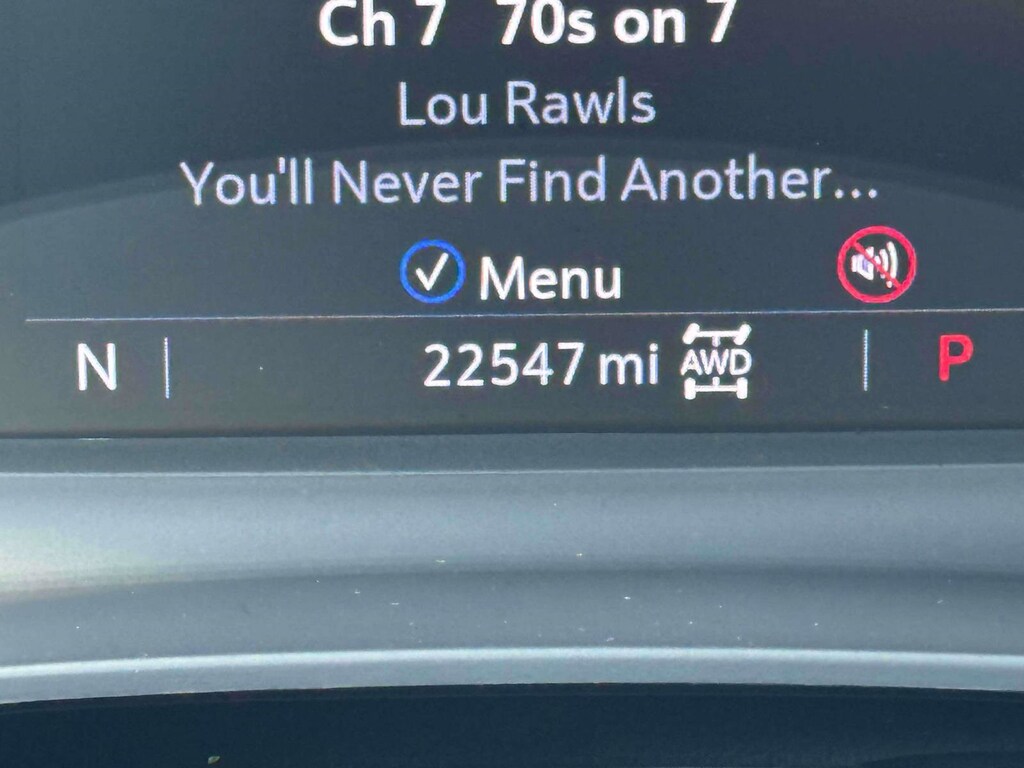 Ch 7 70s on 7
Lou Rawls
You'll Never Find Another...
Menu
N 22547 mi AWD P